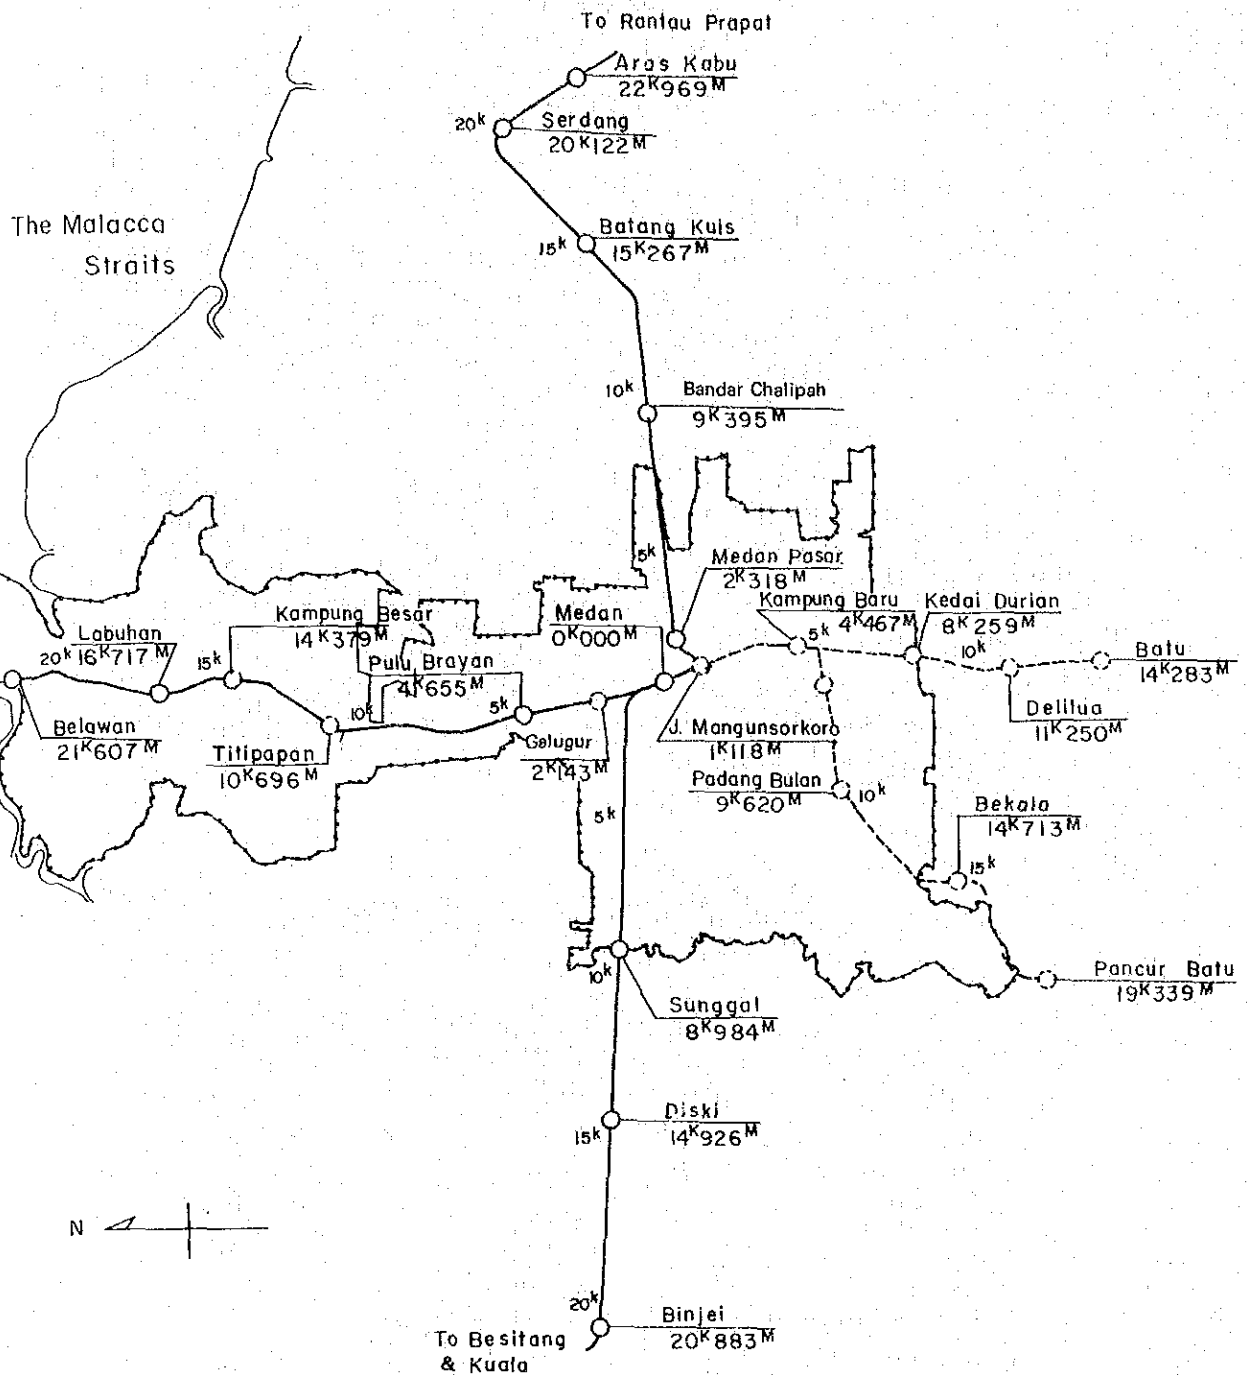 To Rantau Prapat
Aras Kabu
22K969M
20k
Serdang
20K122M
The Malacca
Straits
Batang Kuis
15k
15K267M
10k
Bandar Chalipah
9K395M
5k
Medan Pasar
2K318M
Kampung Besar
14K379M
Medan
0K000M
Kampung Baru
4K467M
Kedai Durian
8K259M
Labuhan
16K717M
20k
15k
Pulu Brayan
4K655M
5k
10k
Batu
14K283M
10k
5k
Belawan
21K607M
Titipapan
10K696M
Galugur
2K143M
J. Mangunsorkoro
1K118M
Delitua
11K250M
Padang Bulan
9K620M
10k
5k
Bekala
14K713M
15k
10k
Pancur Batu
19K339M
Sunggal
8K984M
Diski
14K926M
15k
N
20k
Binjei
20K883M
To Besitang
& Kuala